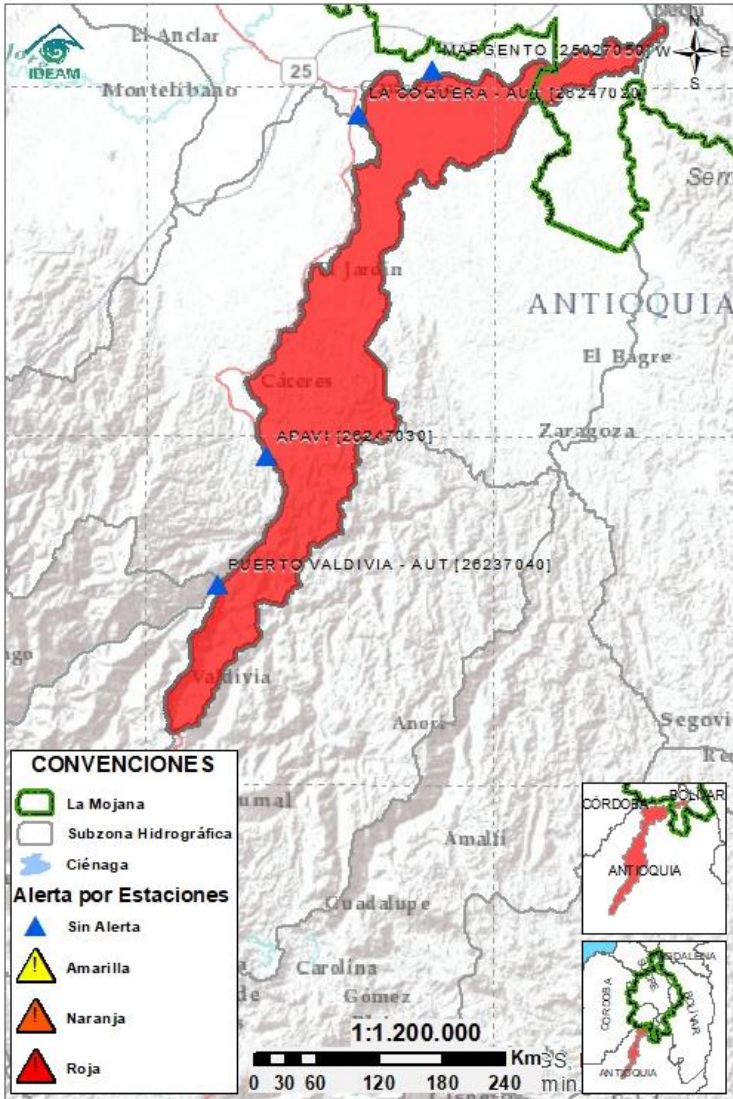 El Anclar
IDEAM
N
W E
S
MARGENTO [25027050]
25
Montelíbano
LA COQUERA - AUT [26247020]
El Jardín
ANTIOQUIA
El Bagre
Cáceres
Zaragoza
APAVI [26247030]
PUERTO VALDIVIA - AUT [26237040]
Valdivia
Anorí
CONVENCIONES
La Mojana
Subzona Hidrográfica
Ciénaga
Alerta por Estaciones
Sin Alerta
Amarilla
Naranja
Roja
Amalfi
Guadalupe
Carolina
Gómez
1:1.200.000
Km
0 30 60 120 180 240
CÓRDOBA
BOLÍVAR
ANTIOQUIA
SUCRE
CÓRDOBA
BOLÍVAR
ANTIOQUIA